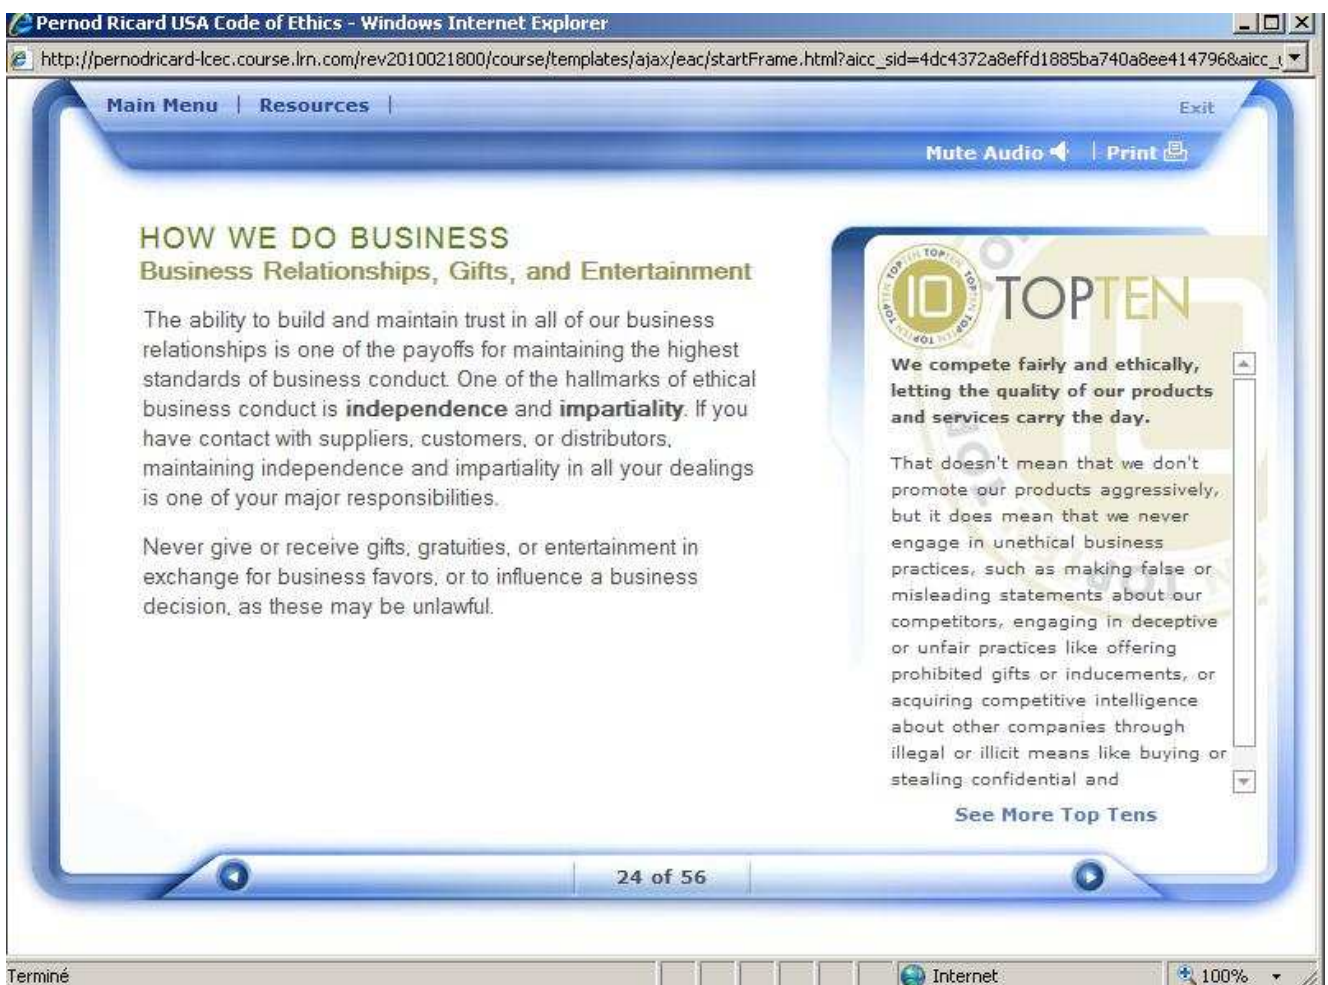 Pernod Ricard USA Code of Ethics - Windows Internet Explorer
http://pernodricard-lcec.course.lrn.com/rev2010021800/course/templates/ajax/eac/startFrame.html?aicc_sid=4dc4372a8effd1885ba740a8ee414796&aicc_
Main Menu | Resources |
Exit
Mute Audio | Print
HOW WE DO BUSINESS
Business Relationships, Gifts, and Entertainment
The ability to build and maintain trust in all of our business
relationships is one of the payoffs for maintaining the highest
standards of business conduct. One of the hallmarks of ethical
business conduct is independence and impartiality. If you
have contact with suppliers, customers, or distributors,
maintaining independence and impartiality in all your dealings
is one of your major responsibilities.
Never give or receive gifts, gratuities, or entertainment in
exchange for business favors, or to influence a business
decision, as these may be unlawful.
10 TOPTEN
We compete fairly and ethically,
letting the quality of our products
and services carry the day.
That doesn't mean that we don't
promote our products aggressively,
but it does mean that we never
engage in unethical business
practices, such as making false or
misleading statements about our
competitors, engaging in deceptive
or unfair practices like offering
prohibited gifts or inducements, or
acquiring competitive intelligence
about other companies through
illegal or illicit means like buying or
stealing confidential and
See More Top Tens
24 of 56
Terminé
Internet
100%